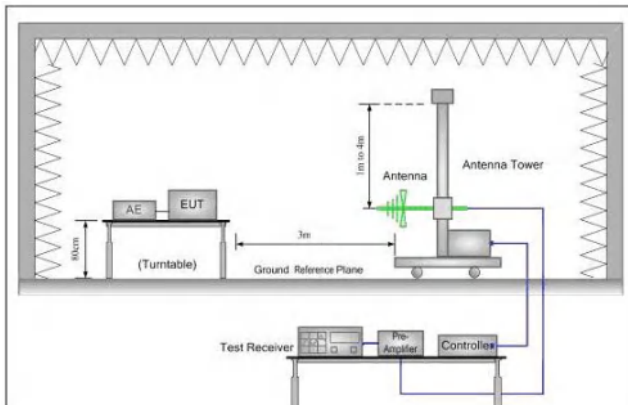 1m to 4m
Antenna
Antenna Tower
AE
EUT
80cm
(Turntable)
3m
Ground Reference Plane
Test Receiver
Pre-
Amplifier
Controller